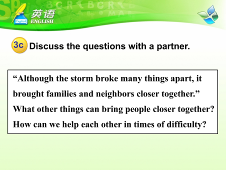 英语
ENGLISH
3c Discuss the questions with a partner.
“Although the storm broke many things apart, it
brought families and neighbors closer together.”
What other things can bring people closer together?
How can we help each other in times of difficulty?